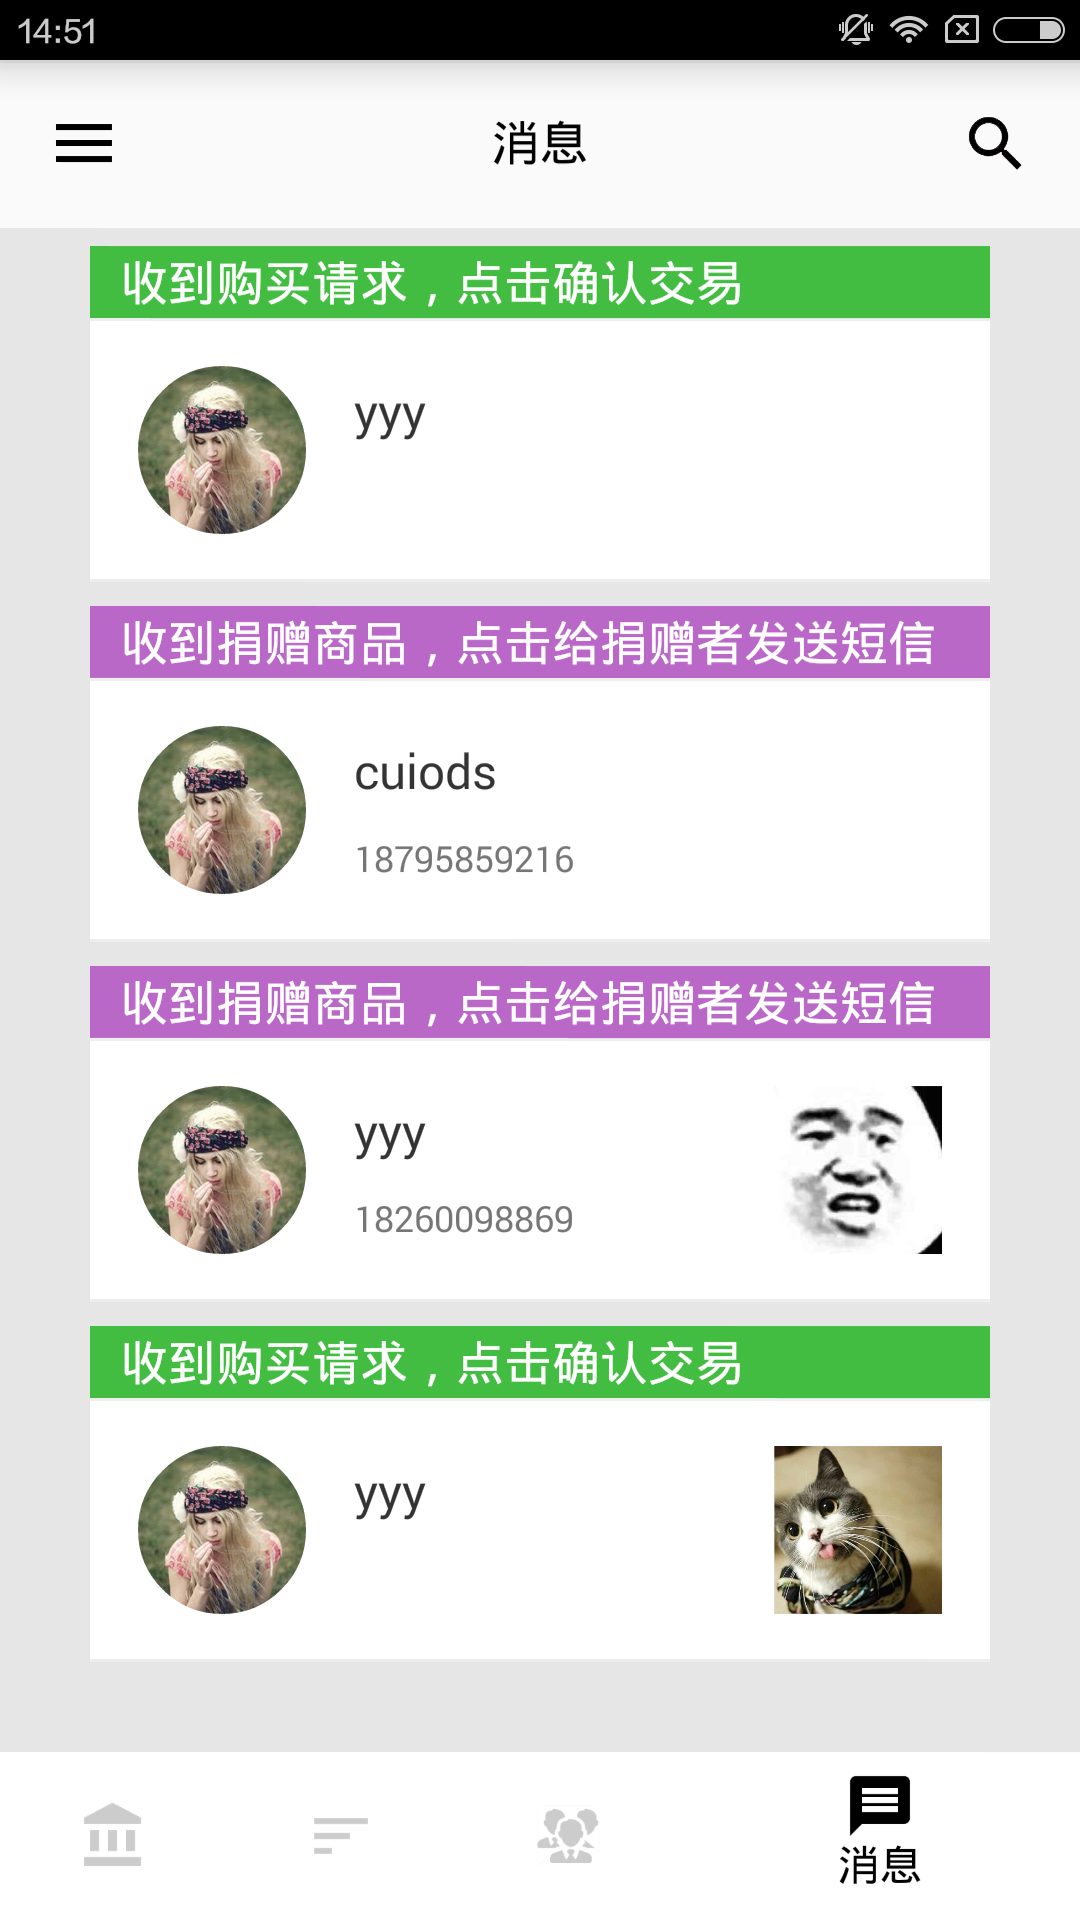 14:51
消息
收到购买请求，点击确认交易
yyy
收到捐赠商品，点击给捐赠者发送短信
cuiods
18795859216
收到捐赠商品，点击给捐赠者发送短信
yyy
18260098869
收到购买请求，点击确认交易
yyy
消息